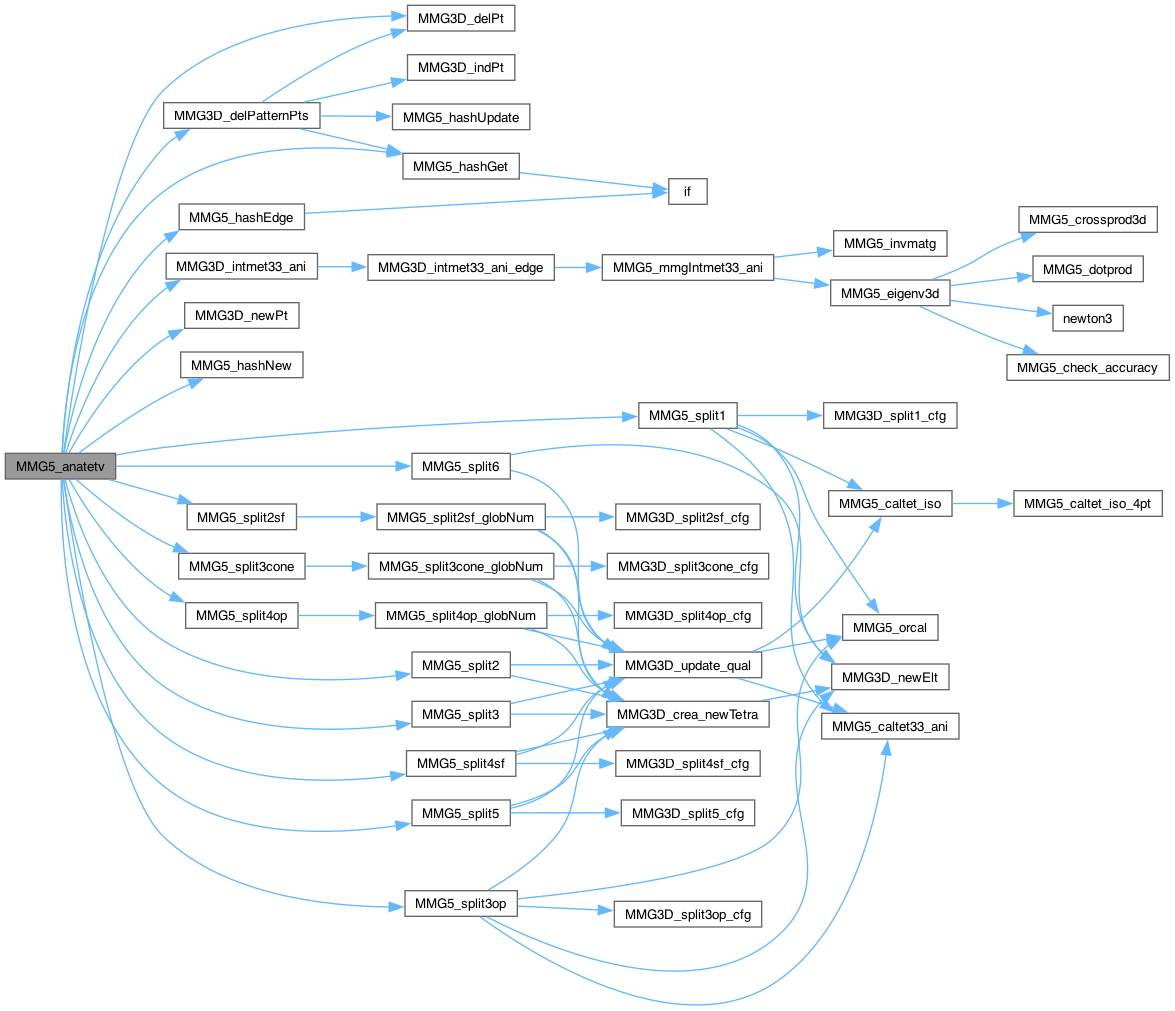 MMG3D_delPt
MMG3D_indPt
MMG3D_delPatternPts
MMG5_hashUpdate
MMG5_hashGet
if
MMG5_hashEdge
MMG5_crossprod3d
MMG5_invmatg
MMG3D_intmet33_ani
MMG3D_intmet33_ani_edge
MMG5_mmgIntmet33_ani
MMG5_dotprod
MMG5_eigenv3d
MMG3D_newPt
newton3
MMG5_hashNew
MMG5_check_accuracy
MMG5_split1
MMG3D_split1_cfg
MMG5_anatetv
MMG5_split6
MMG5_caltet_iso
MMG5_caltet_iso_4pt
MMG5_split2sf
MMG5_split2sf_globNum
MMG3D_split2sf_cfg
MMG5_split3cone
MMG5_split3cone_globNum
MMG3D_split3cone_cfg
MMG5_split4op
MMG5_split4op_globNum
MMG3D_split4op_cfg
MMG5_orcal
MMG5_split2
MMG3D_update_qual
MMG3D_newElt
MMG5_split3
MMG3D_crea_newTetra
MMG5_caltet33_ani
MMG5_split4sf
MMG3D_split4sf_cfg
MMG5_split5
MMG3D_split5_cfg
MMG5_split3op
MMG3D_split3op_cfg